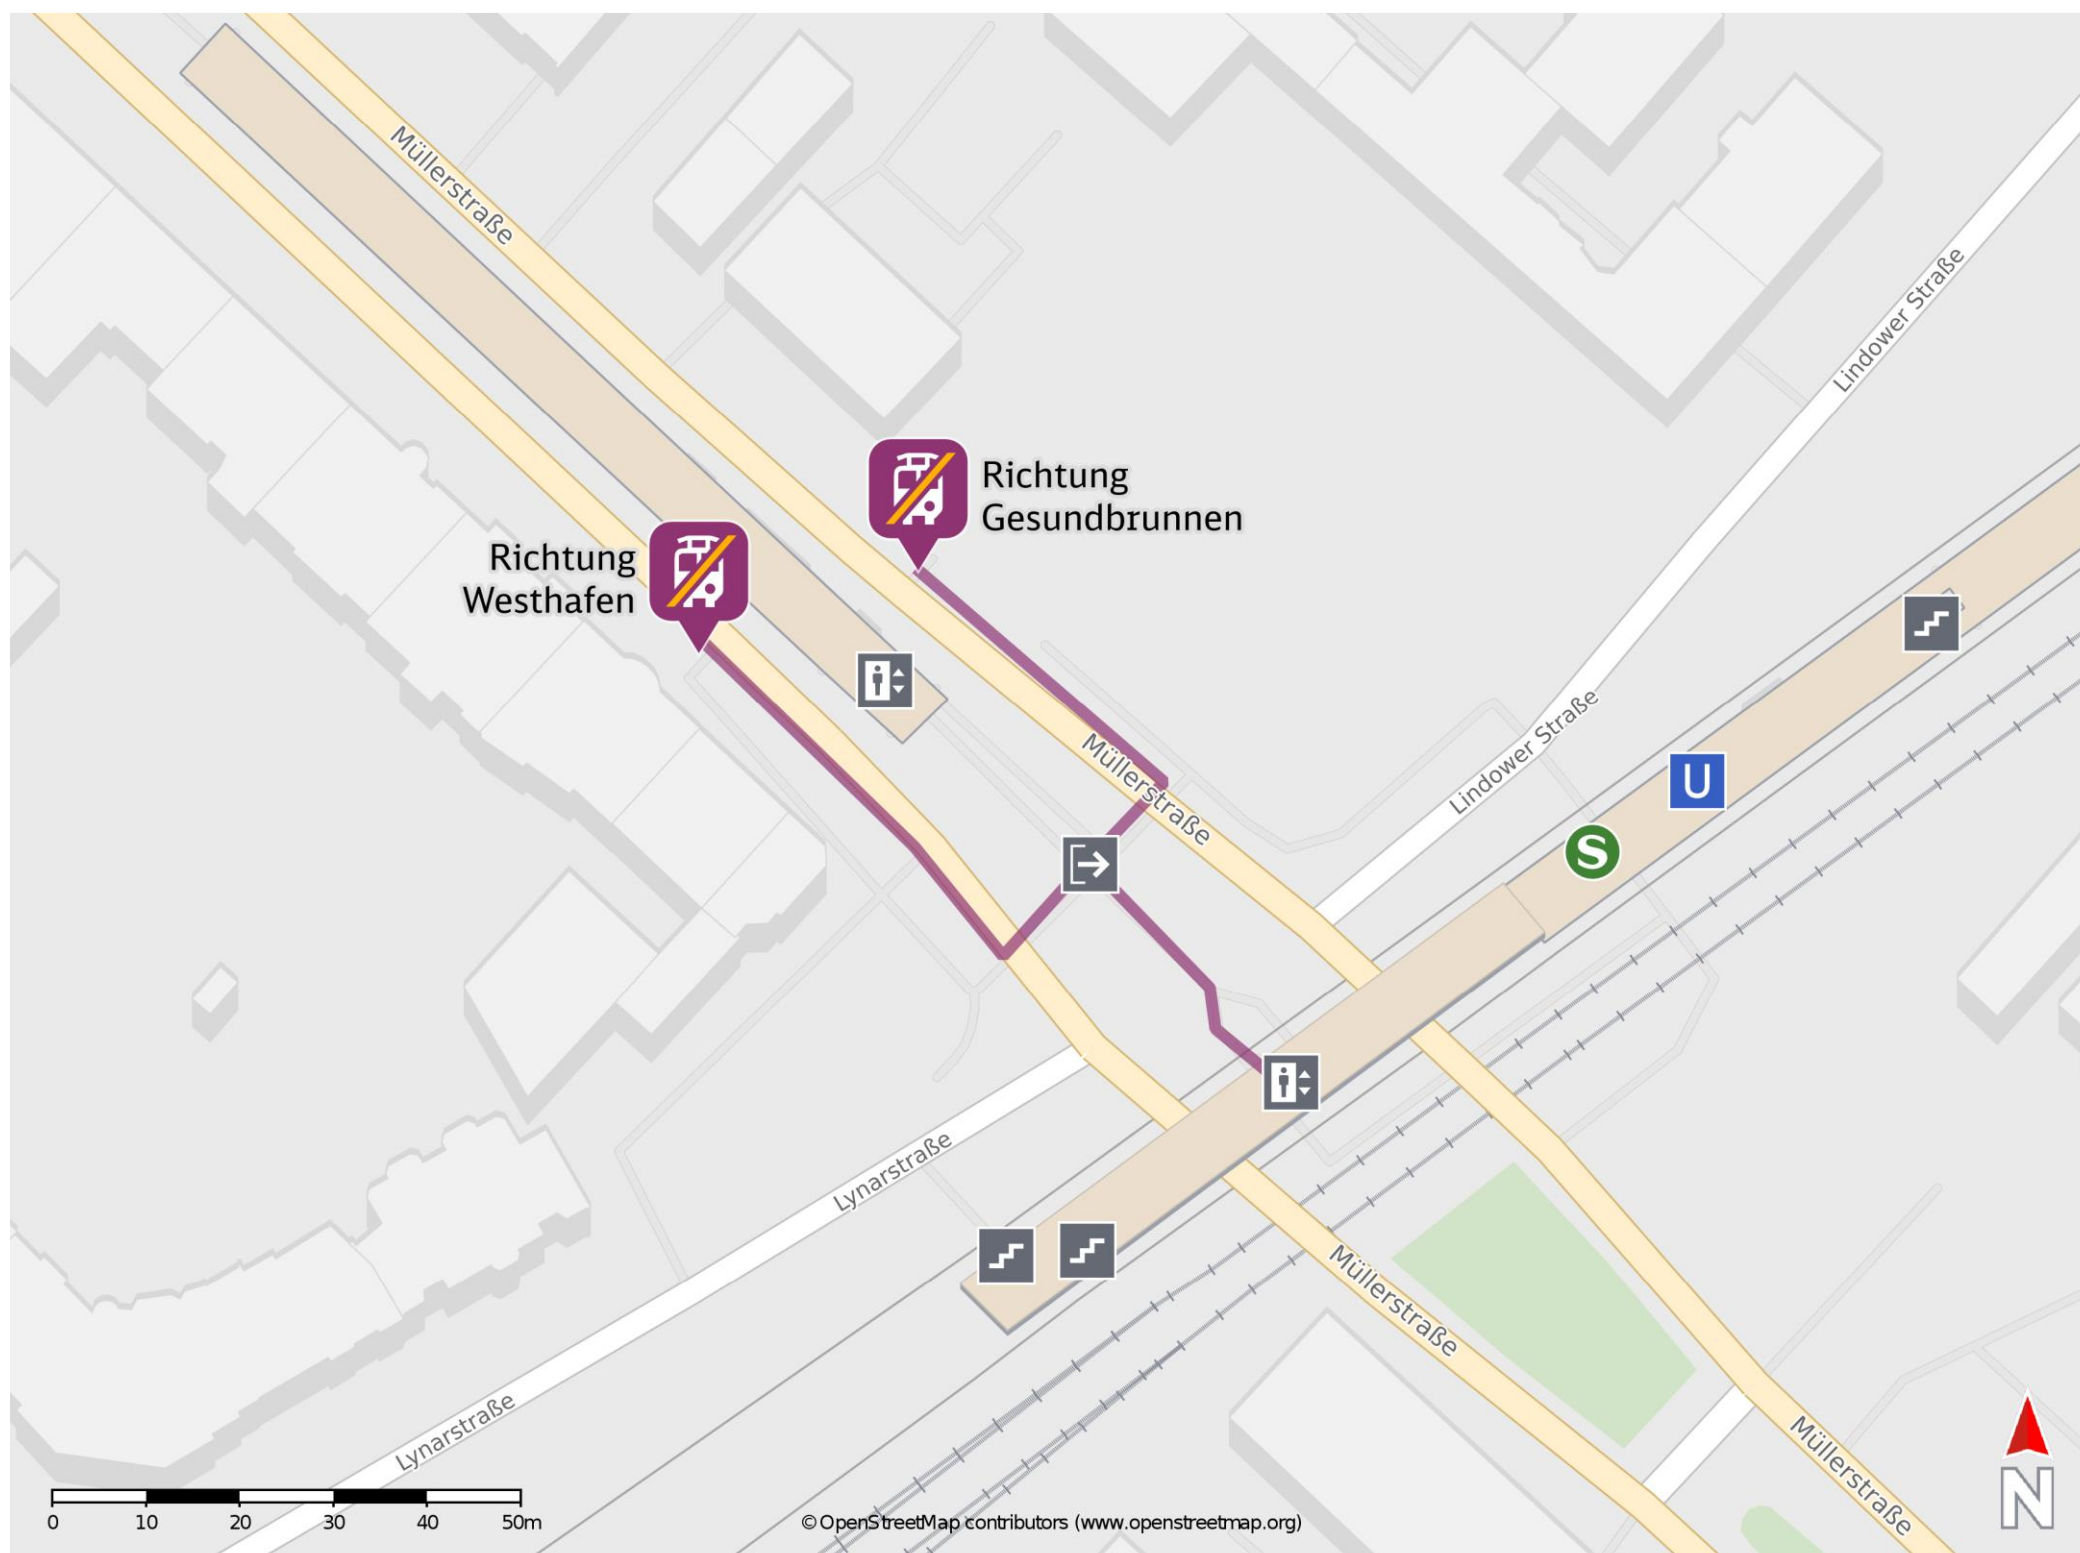 Müllerstraße
Lindower Straße
Richtung
Gesundbrunnen
Richtung
Westhafen
Lindower Straße
Müllerstraße
U
S
Lynarstraße
Müllerstraße
Lynarstraße
Müllerstraße
N
0 10 20 30 40 50m
© OpenStreetMap contributors (www.openstreetmap.org)